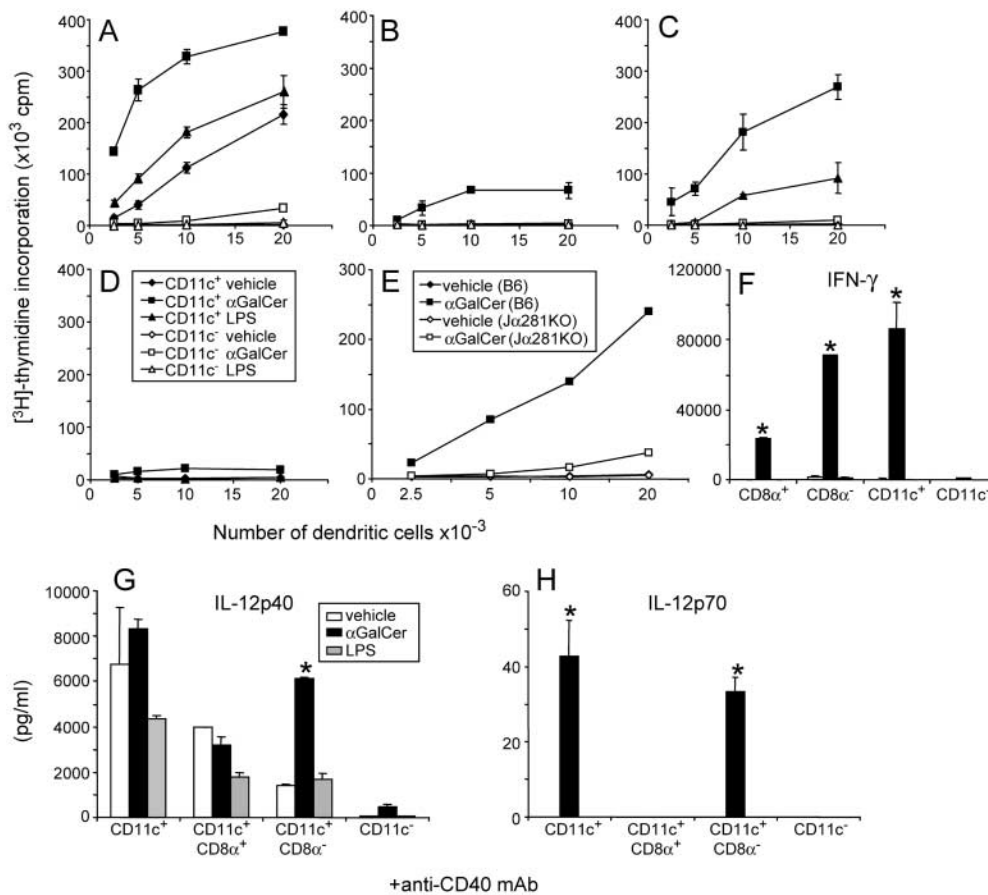 A
B
C
[³H]-thymidine incorporation (x10³ cpm)
400
300
200
100
0
0 5 10 15 20
400
300
200
100
0
0 5 10 15 20
400
300
200
100
0
0 5 10 15 20
D
CD11c⁺ vehicle
CD11c⁺ αGalCer
CD11c⁺ LPS
CD11c⁻ vehicle
CD11c⁻ αGalCer
CD11c⁻ LPS
400
300
200
100
0
0 5 10 15 20
E
vehicle (B6)
αGalCer (B6)
vehicle (Jα281KO)
αGalCer (Jα281KO)
300
200
100
0
0 2.5 5 10 20
F
IFN-γ
120000
80000
40000
0
* * *
CD8α⁺ CD8α⁻ CD11c⁺ CD11c⁻
Number of dendritic cells x10⁻³
G
IL-12p40
vehicle
αGalCer
LPS
*
(pg/ml)
10000
8000
6000
4000
2000
0
CD11c⁺ CD11c⁺ CD11c⁺ CD11c⁻
CD8α⁺ CD8α⁻
H
IL-12p70
* *
60
40
20
0
CD11c⁺ CD11c⁺ CD11c⁺ CD11c⁻
CD8α⁺ CD8α⁻
+anti-CD40 mAb